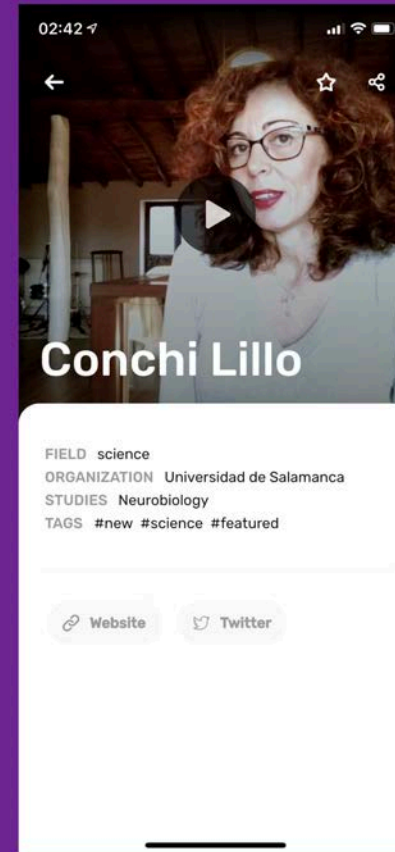 02:42
Conchi Lillo
FIELD science
ORGANIZATION Universidad de Salamanca
STUDIES Neurobiology
TAGS #new #science #featured
Website Twitter